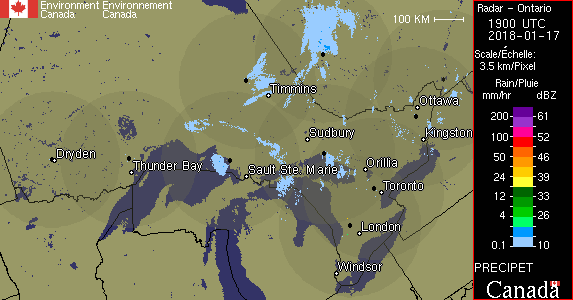 Environment Environnement
Canada Canada
100 KM
Timmins
Ottawa
Sudbury
Kingston
Dryden
Thunder Bay
Sault Ste. Marie
Orillia
Toronto
London
Windsor
Radar - Ontario
1900 UTC
2018-01-17
Scale/Échelle:
3.5 km/Pixel
Rain/Pluie
mm/hr dBZ
200 61
100 52
50 46
24 39
12 33
4 26
0.1 10
PRECIPET
Canada